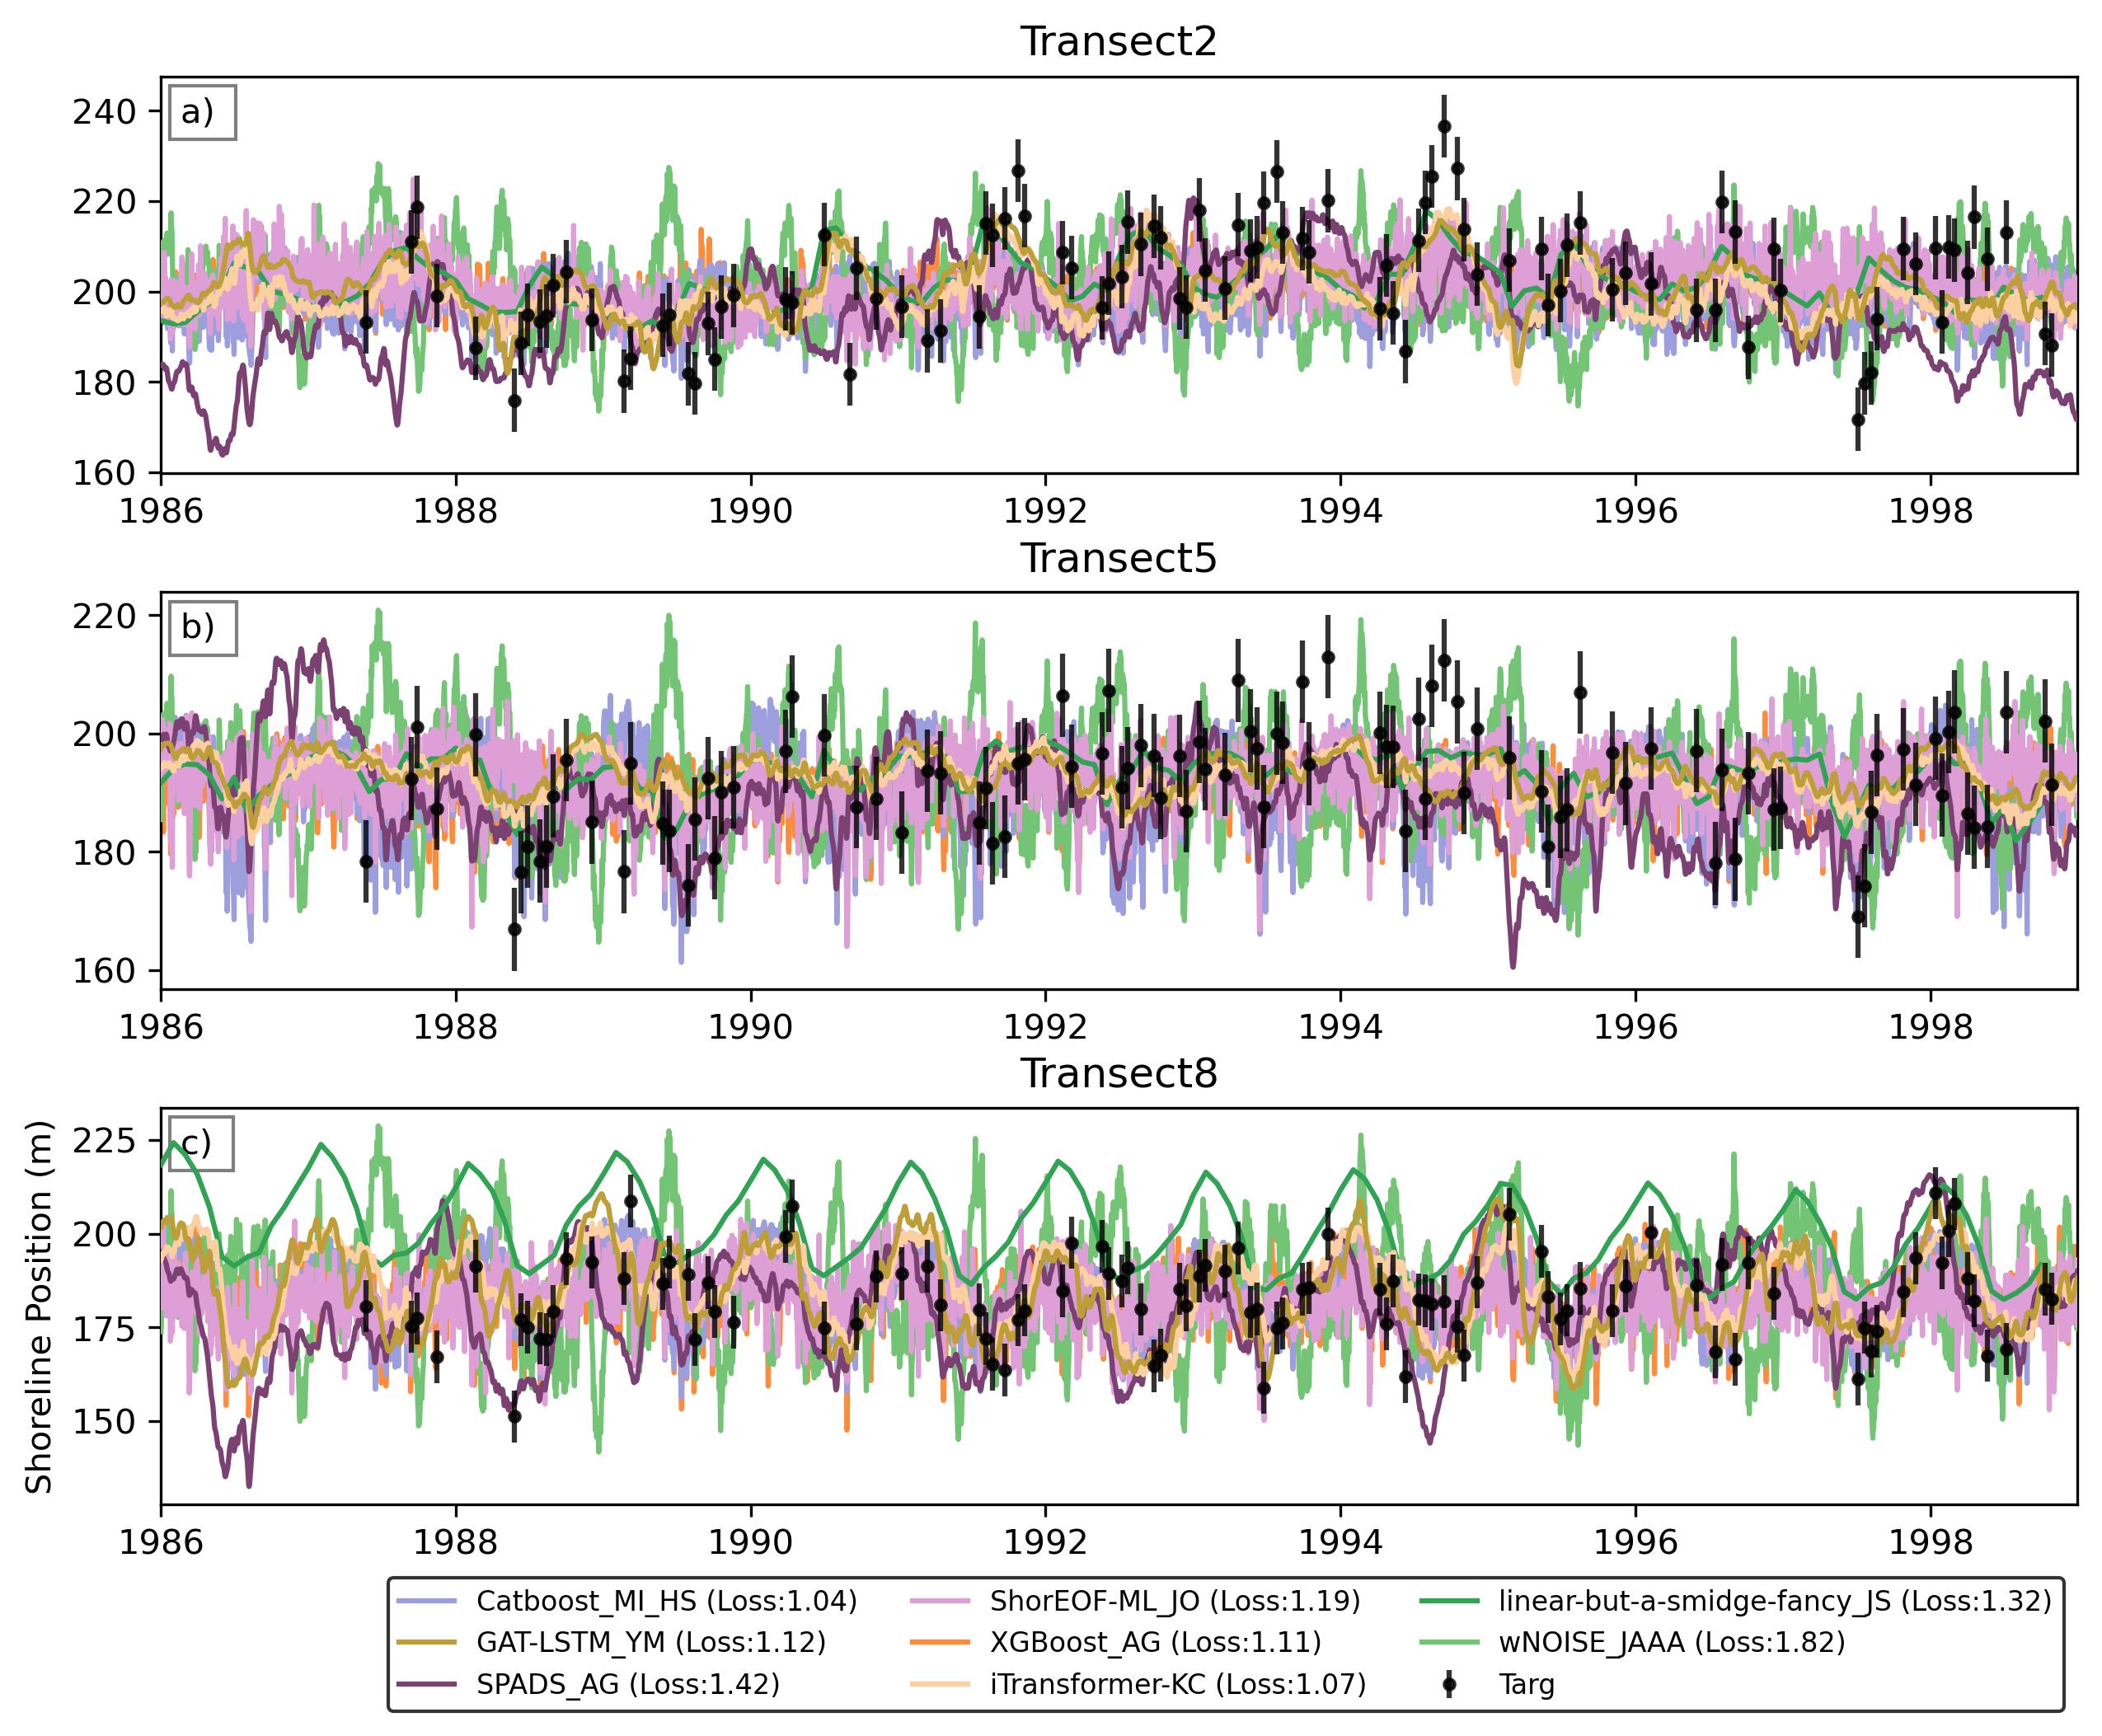 Transect2
a)
240
220
200
180
160
1986 1988 1990 1992 1994 1996 1998
Transect5
b)
220
200
180
160
1986 1988 1990 1992 1994 1996 1998
Transect8
c)
225
200
175
150
Shoreline Position (m)
1986 1988 1990 1992 1994 1996 1998
Catboost_MI_HS (Loss:1.04)
GAT-LSTM_YM (Loss:1.12)
SPADS_AG (Loss:1.42)
ShorEOF-ML_JO (Loss:1.19)
XGBoost_AG (Loss:1.11)
iTransformer-KC (Loss:1.07)
linear-but-a-smidge-fancy_JS (Loss:1.32)
wNOISE_JAAA (Loss:1.82)
Targ